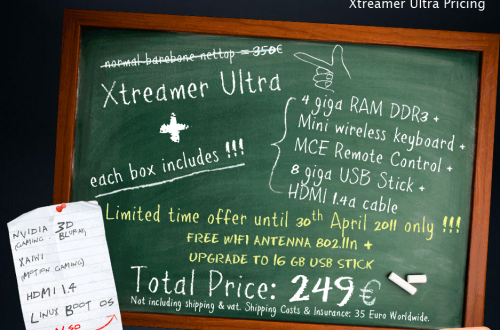 Xtreamer Ultra Pricing
normal barebone nettop = 350€
Xtreamer Ultra
+
each box includes !!!
4 giga RAM DDR3 +
Mini wireless keyboard +
MCE Remote Control +
8 giga USB Stick +
HDMI 1.4a cable
Limited time offer until 30th April 2011 only !!!
FREE WIFI ANTENNA 802.11n +
UPGRADE TO 16 GB USB STICK
Total Price: 249€
Not including shipping & vat. Shipping Costs & Insurance: 35 Euro Worldwide.
NVIDIA 3D
(GAMING BLURAY)
XAIWI
(MOTION GAMING)
HDMI 1.4
LINUX BOOT OS